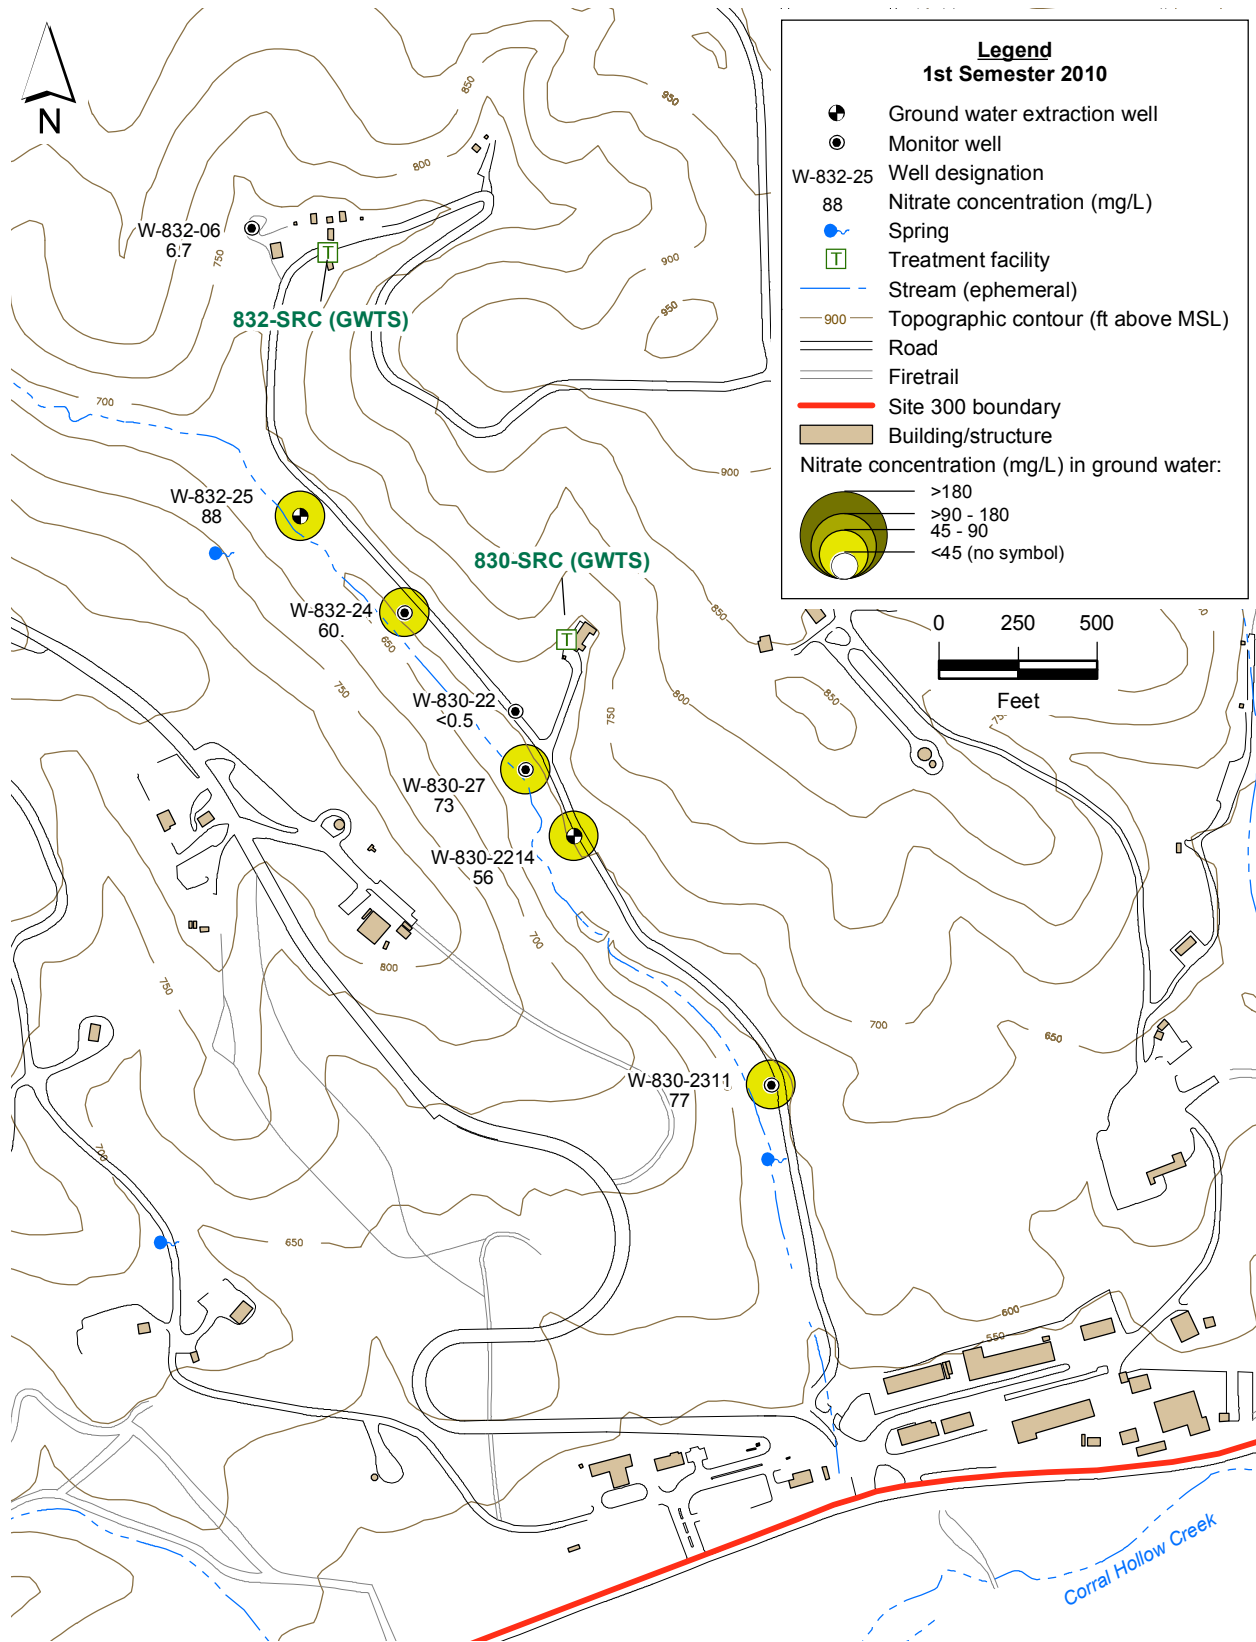 N
Legend
1st Semester 2010
Ground water extraction well
Monitor well
W-832-25 Well designation
88 Nitrate concentration (mg/L)
Spring
T Treatment facility
Stream (ephemeral)
900 Topographic contour (ft above MSL)
Road
Firetrail
Site 300 boundary
Building/structure
Nitrate concentration (mg/L) in ground water:
>180
>90 - 180
45 - 90
<45 (no symbol)
0 250 500
Feet
850
950
800
W-832-06
6.7
750
T
832-SRC (GWTS)
900
950
700
900
W-832-25
88
830-SRC (GWTS)
850
W-832-24
60.
650
T
750
800
850
W-830-22
<0.5
750
W-830-27
73
W-830-2214
56
700
800
750
700
650
W-830-2311
77
700
650
600
550
Corral Hollow Creek